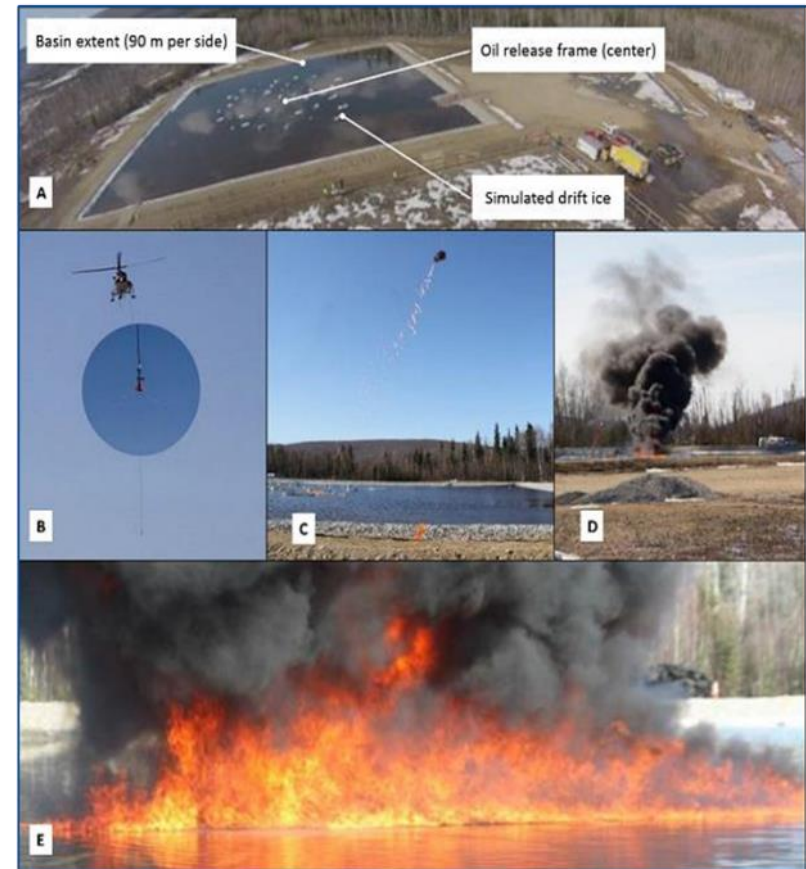 Basin extent (90 m per side)
Oil release frame (center)
Simulated drift ice
A
B
C
D
E